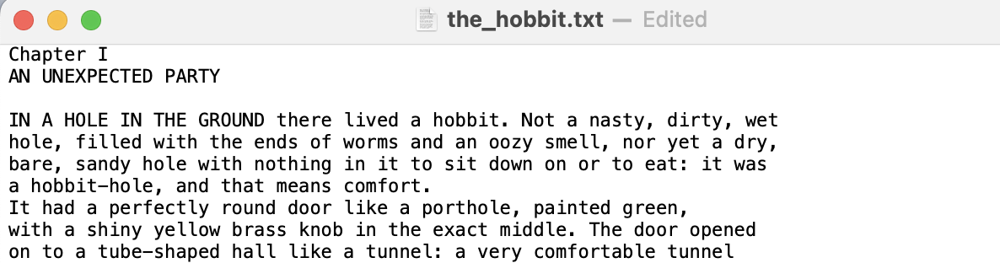 the_hobbit.txt — Edited
Chapter I
AN UNEXPECTED PARTY
IN A HOLE IN THE GROUND there lived a hobbit. Not a nasty, dirty, wet
hole, filled with the ends of worms and an oozy smell, nor yet a dry,
bare, sandy hole with nothing in it to sit down on or to eat: it was
a hobbit-hole, and that means comfort.
It had a perfectly round door like a porthole, painted green,
with a shiny yellow brass knob in the exact middle. The door opened
on to a tube-shaped hall like a tunnel: a very comfortable tunnel